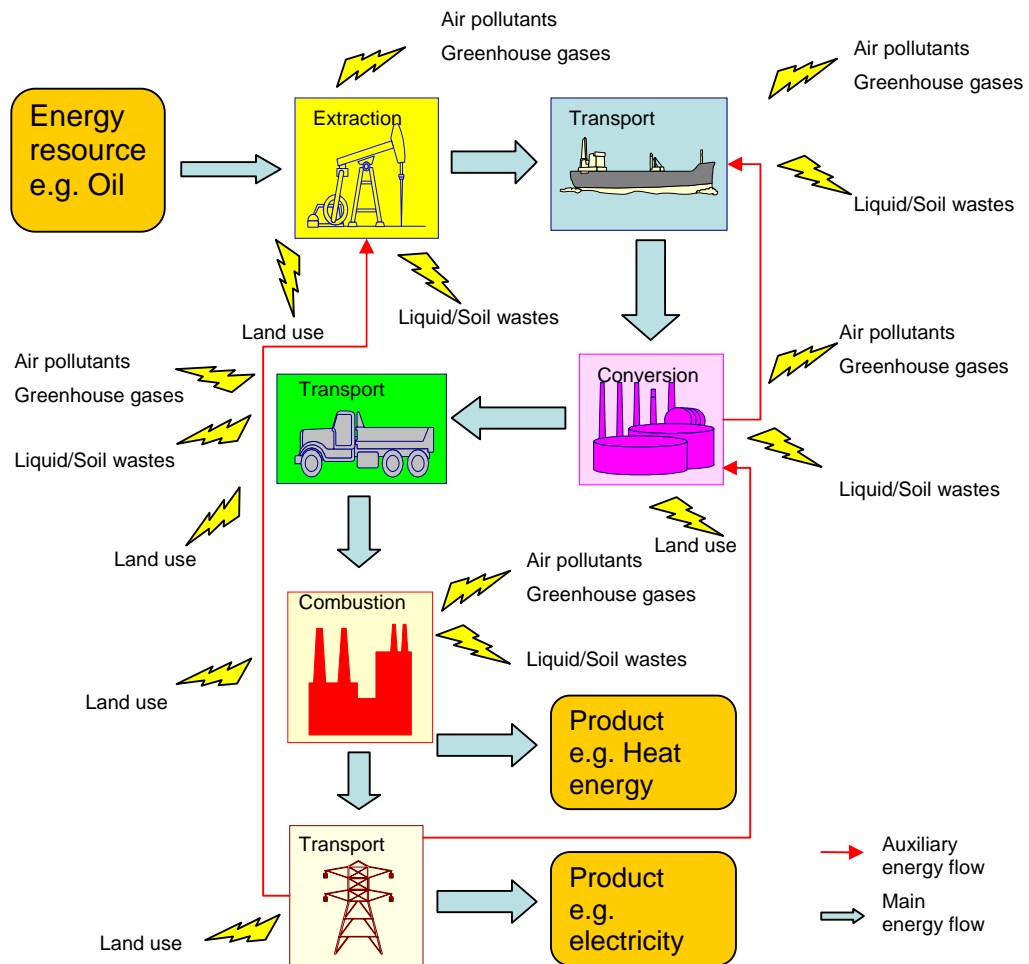 Air pollutants
Greenhouse gases
Air pollutants
Greenhouse gases
Energy
resource
e.g. Oil
Extraction
Transport
Liquid/Soil wastes
Land use
Liquid/Soil wastes
Air pollutants
Greenhouse gases
Liquid/Soil wastes
Land use
Transport
Conversion
Air pollutants
Greenhouse gases
Liquid/Soil wastes
Land use
Combustion
Air pollutants
Greenhouse gases
Liquid/Soil wastes
Land use
Product
e.g. Heat
energy
Transport
Product
e.g.
electricity
Land use
Auxiliary
energy flow
Main
energy flow